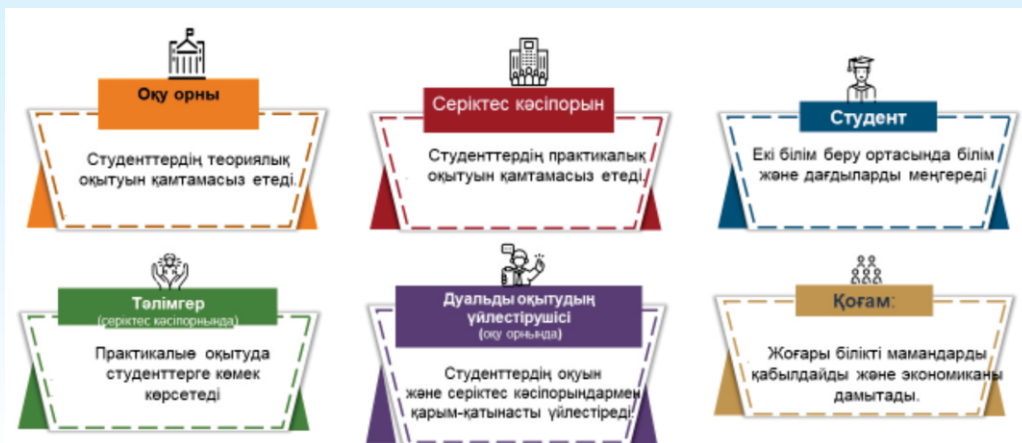 Оқу орны
Студенттердің теориялық
оқытуын қамтамасыз етеді.
Серіктес кәсіпорын
Студенттердің практикалық
оқытуын қамтамасыз етеді.
Студент
Екі білім беру ортасында білім
және дағдыларды меңгереді
Тәлімгер
(серіктес кәсіпорнында)
Практикалыө оқытуда
студенттерге көмек
көрсетеді
Дуальды оқытудың
үйлестірушісі
(оқу орнында)
Студенттердің оқуын
және серіктес кәсіпорындармен
қарым-қатынасты үйлестіреді.
Қоғам:
Жоғары білікті мамандарды
қабылдайды және экономиканы
дамытады.